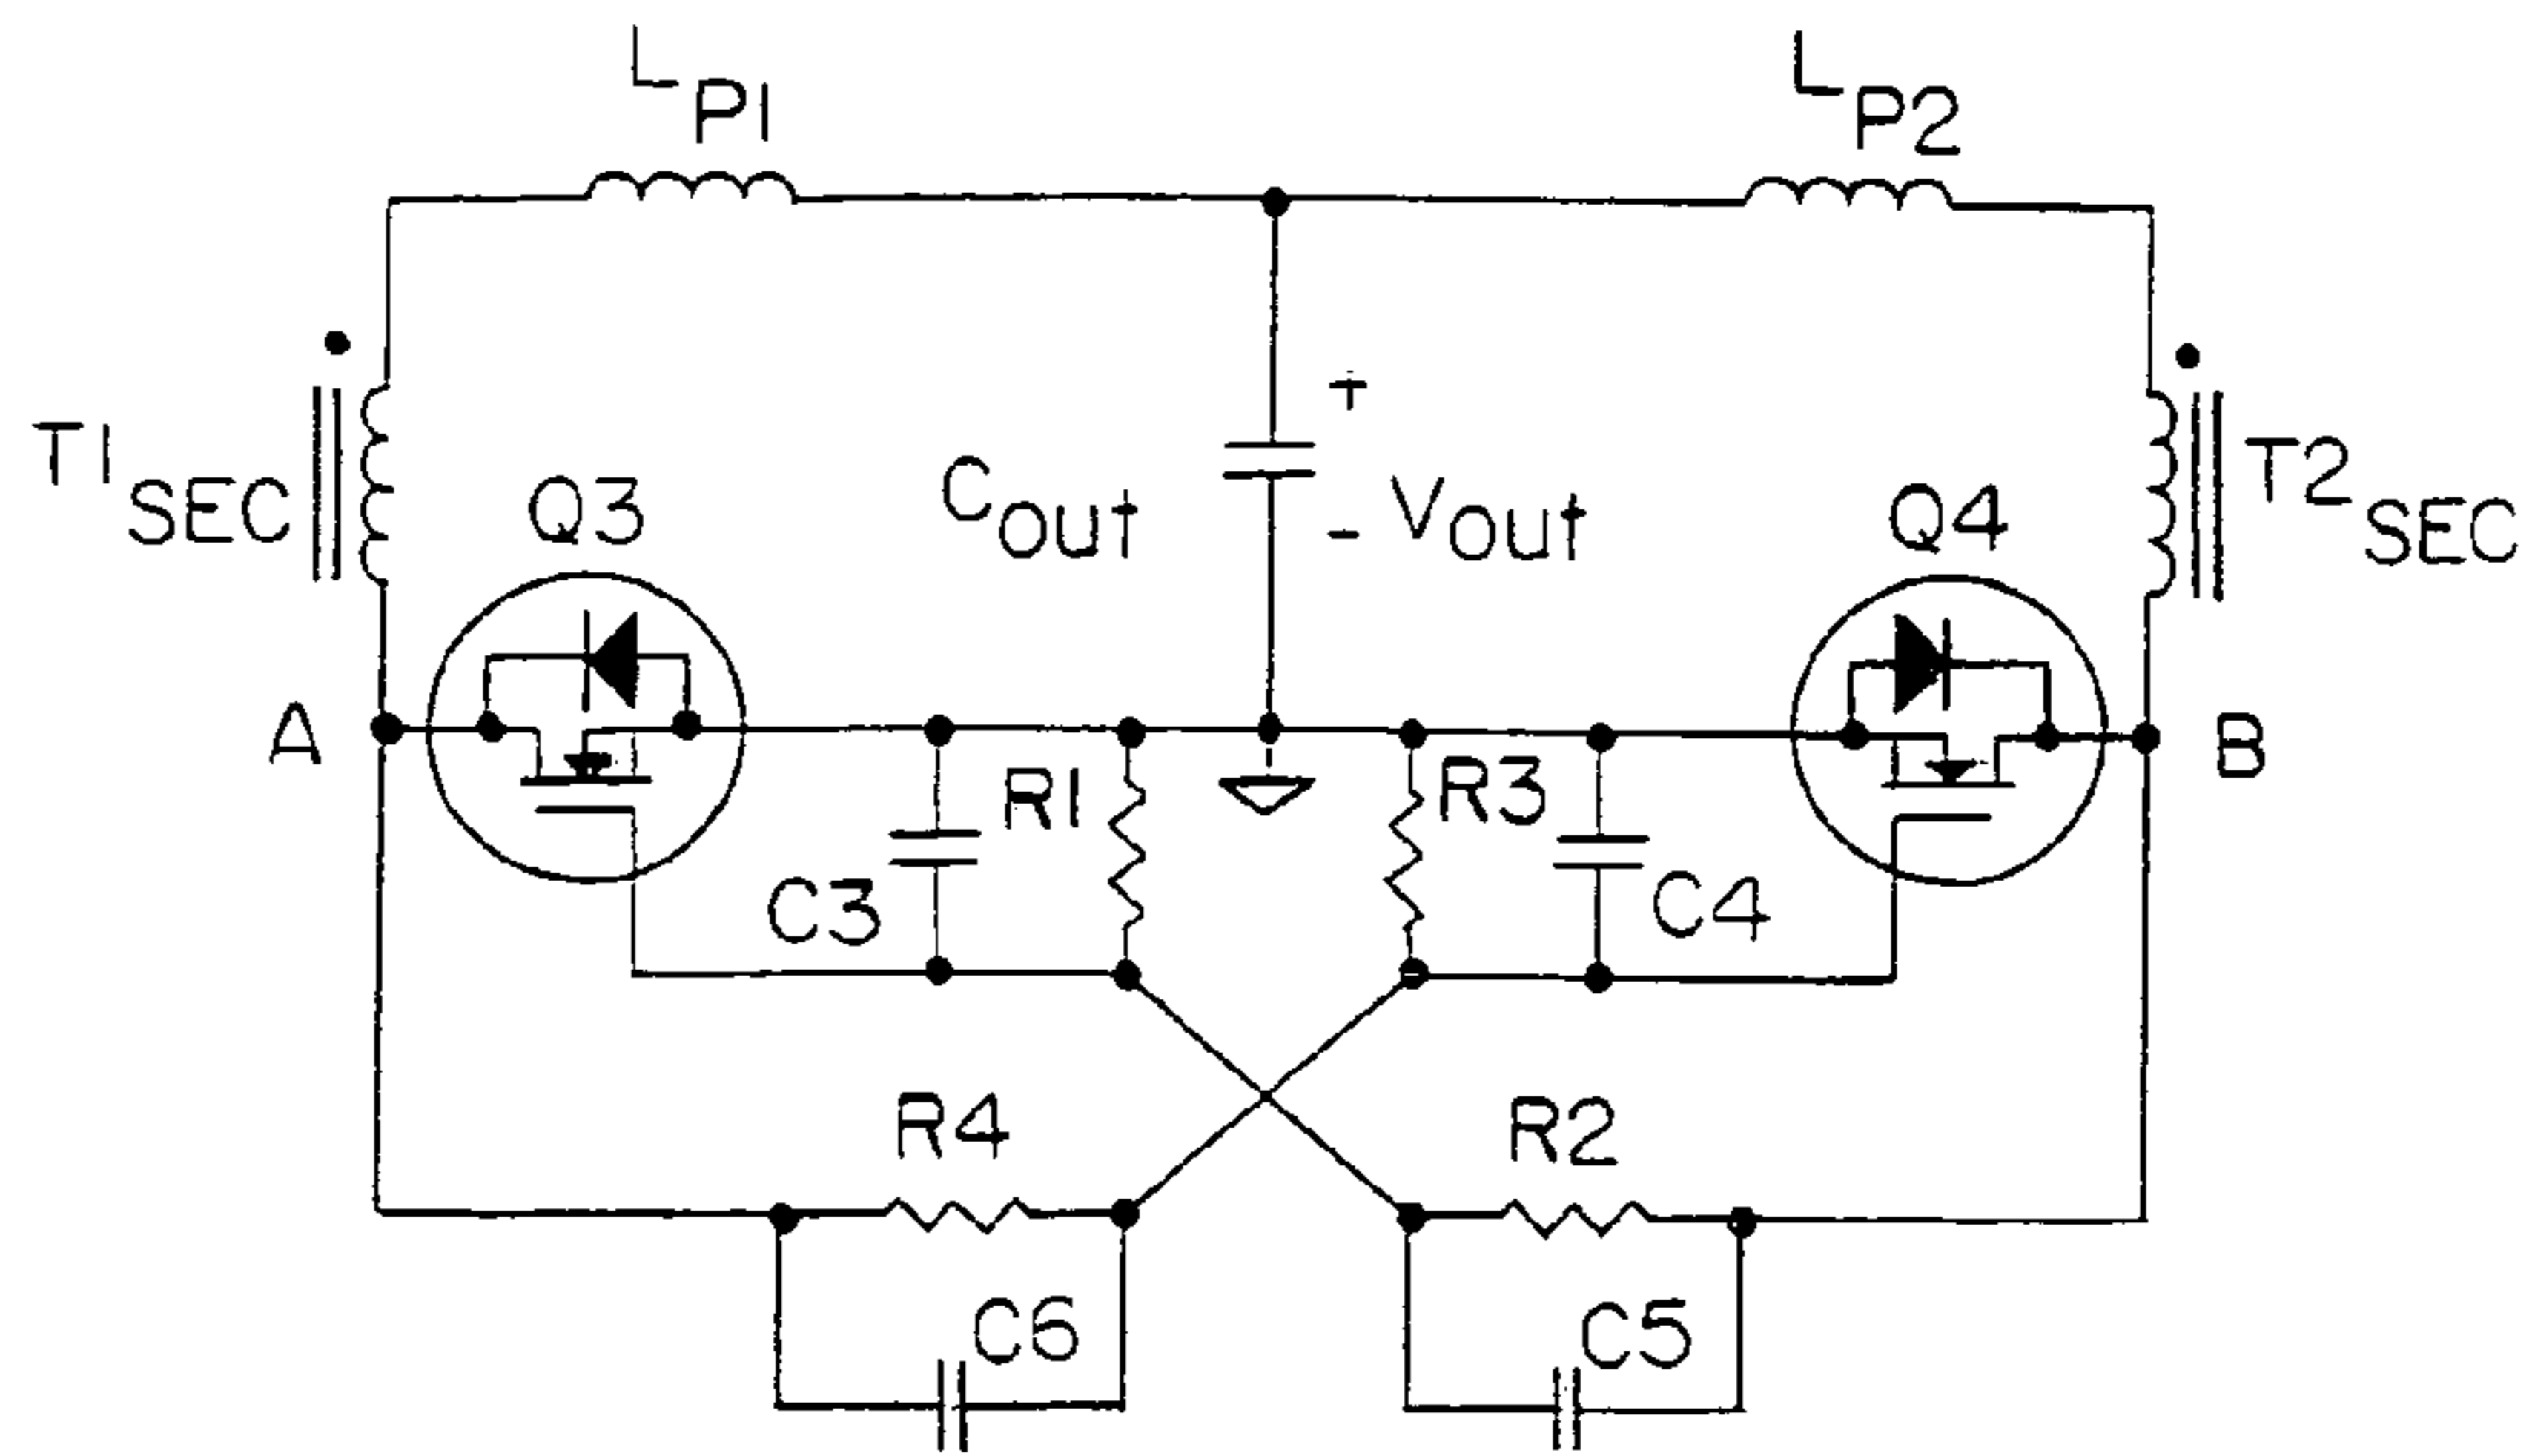 LP1
LP2
T1SEC
Q3
Cout
+
- Vout
Q4
T2SEC
A
B
R1
R3
C3
C4
R4
R2
C6
C5